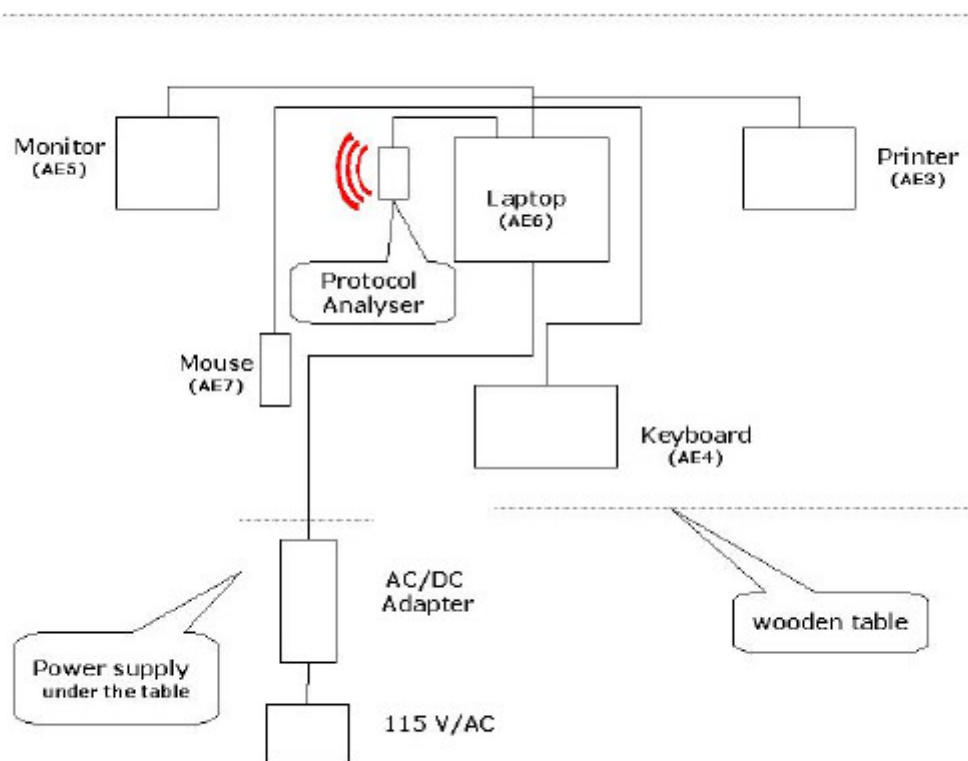 Monitor
(AE5)
Laptop
(AE6)
Printer
(AE3)
Protocol
Analyser
Mouse
(AE7)
Keyboard
(AE4)
AC/DC
Adapter
wooden table
Power supply
under the table
115 V/AC